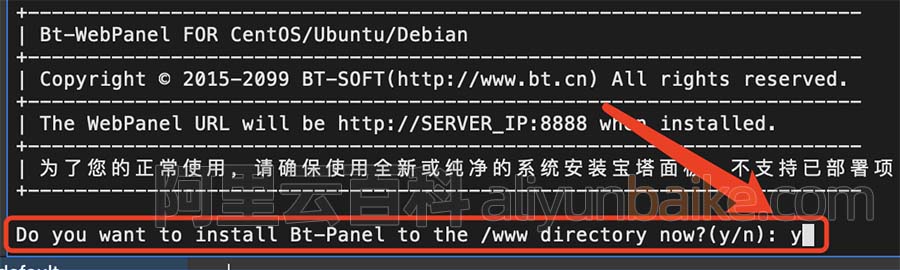 +----------------------------------------------------------------------
| Bt-WebPanel FOR CentOS/Ubuntu/Debian
+----------------------------------------------------------------------
| Copyright © 2015-2099 BT-SOFT(http://www.bt.cn) All rights reserved.
+----------------------------------------------------------------------
| The WebPanel URL will be http://SERVER_IP:8888 when installed.
+----------------------------------------------------------------------
| 为了您的正常使用，请确保使用全新或纯净的系统安装宝塔面板，不支持已部署项
+----------------------------------------------------------------------
阿里云百科 aliyunbaike.com
Do you want to install Bt-Panel to the /www directory now?(y/n): y
default